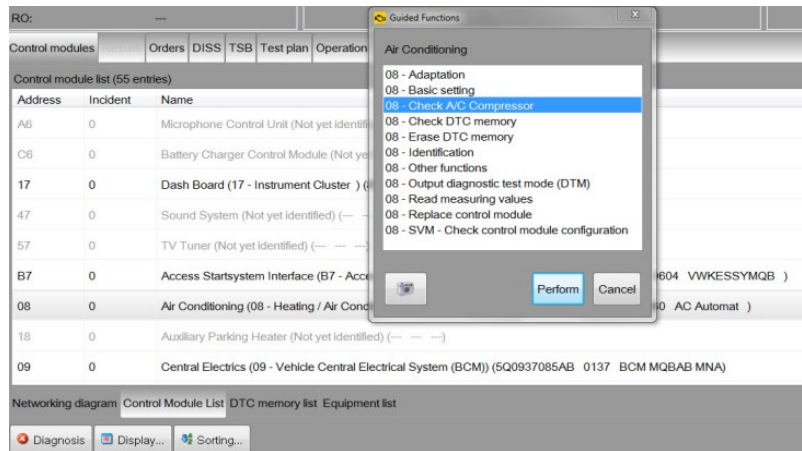 RO: ---
Guided Functions
Control modules Orders DISS TSB Test plan Operation
Air Conditioning
Control module list (55 entries)
08 - Adaptation
08 - Basic setting
08 - Check A/C Compressor
08 - Check DTC memory
08 - Erase DTC memory
08 - Identification
08 - Other functions
08 - Output diagnostic test mode (DTM)
08 - Read measuring values
08 - Replace control module
08 - SVM - Check control module configuration
Perform Cancel
Address Incident Name
A6 0 Microphone Control Unit (Not yet
C6 0 Battery Charger Control Module (Not
17 0 Dash Board (17 - Instrument Cluster ) (
47 0 Sound System (Not yet identified) (---
57 0 TV Tuner (Not yet identified) (--- --- ---)
B7 0 Access Startsystem Interface (B7 - 604 VWKESSYMQB )
08 0 Air Conditioning (08 - Heating / Air AC Automat )
18 0 Auxiliary Parking Heater (Not yet identified) (--- --- ---)
09 0 Central Electrics (09 - Vehicle Central Electrical System (BCM)) (5Q0937085AB 0137 BCM MQBAB MNA)
Networking diagram Control Module List DTC memory list Equipment list
Diagnosis Display... Sorting...